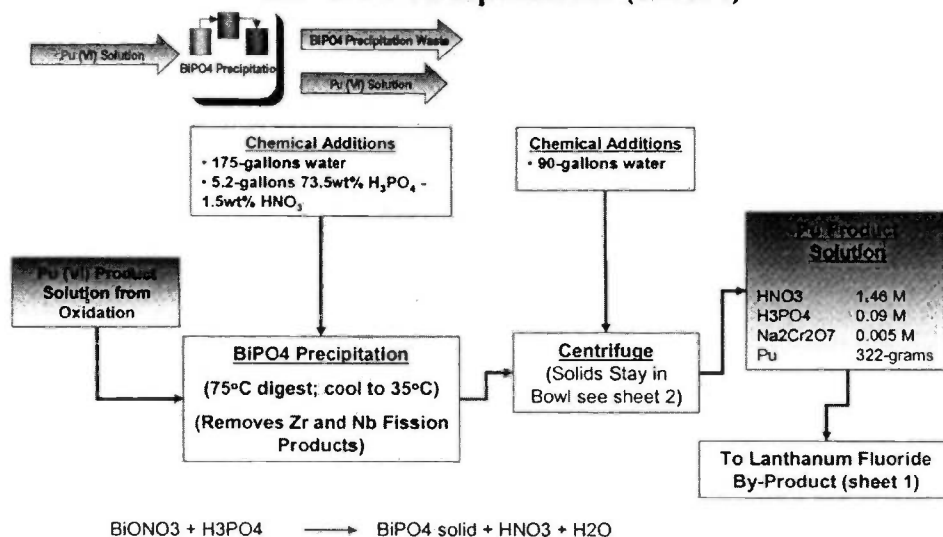 Pu (VI) Solution
BiPO4 Precipitation
BiPO4 Precipitation Waste
Pu (VI) Solution
Chemical Additions
• 175-gallons water
• 5.2-gallons 73.5wt% H₃PO₄ -
1.5wt% HNO₃
Chemical Additions
• 90-gallons water
Pu (VI) Product
Solution from
Oxidation
BiPO4 Precipitation
(75°C digest; cool to 35°C)
(Removes Zr and Nb Fission
Products)
Centrifuge
(Solids Stay in
Bowl see sheet 2)
Pu Product
Solution
HNO3 1.46 M
H3PO4 0.09 M
Na2Cr2O7 0.005 M
Pu 322-grams
To Lanthanum Fluoride
By-Product (sheet 1)
BiONO3 + H3PO4 ⟶ BiPO4 solid + HNO3 + H2O